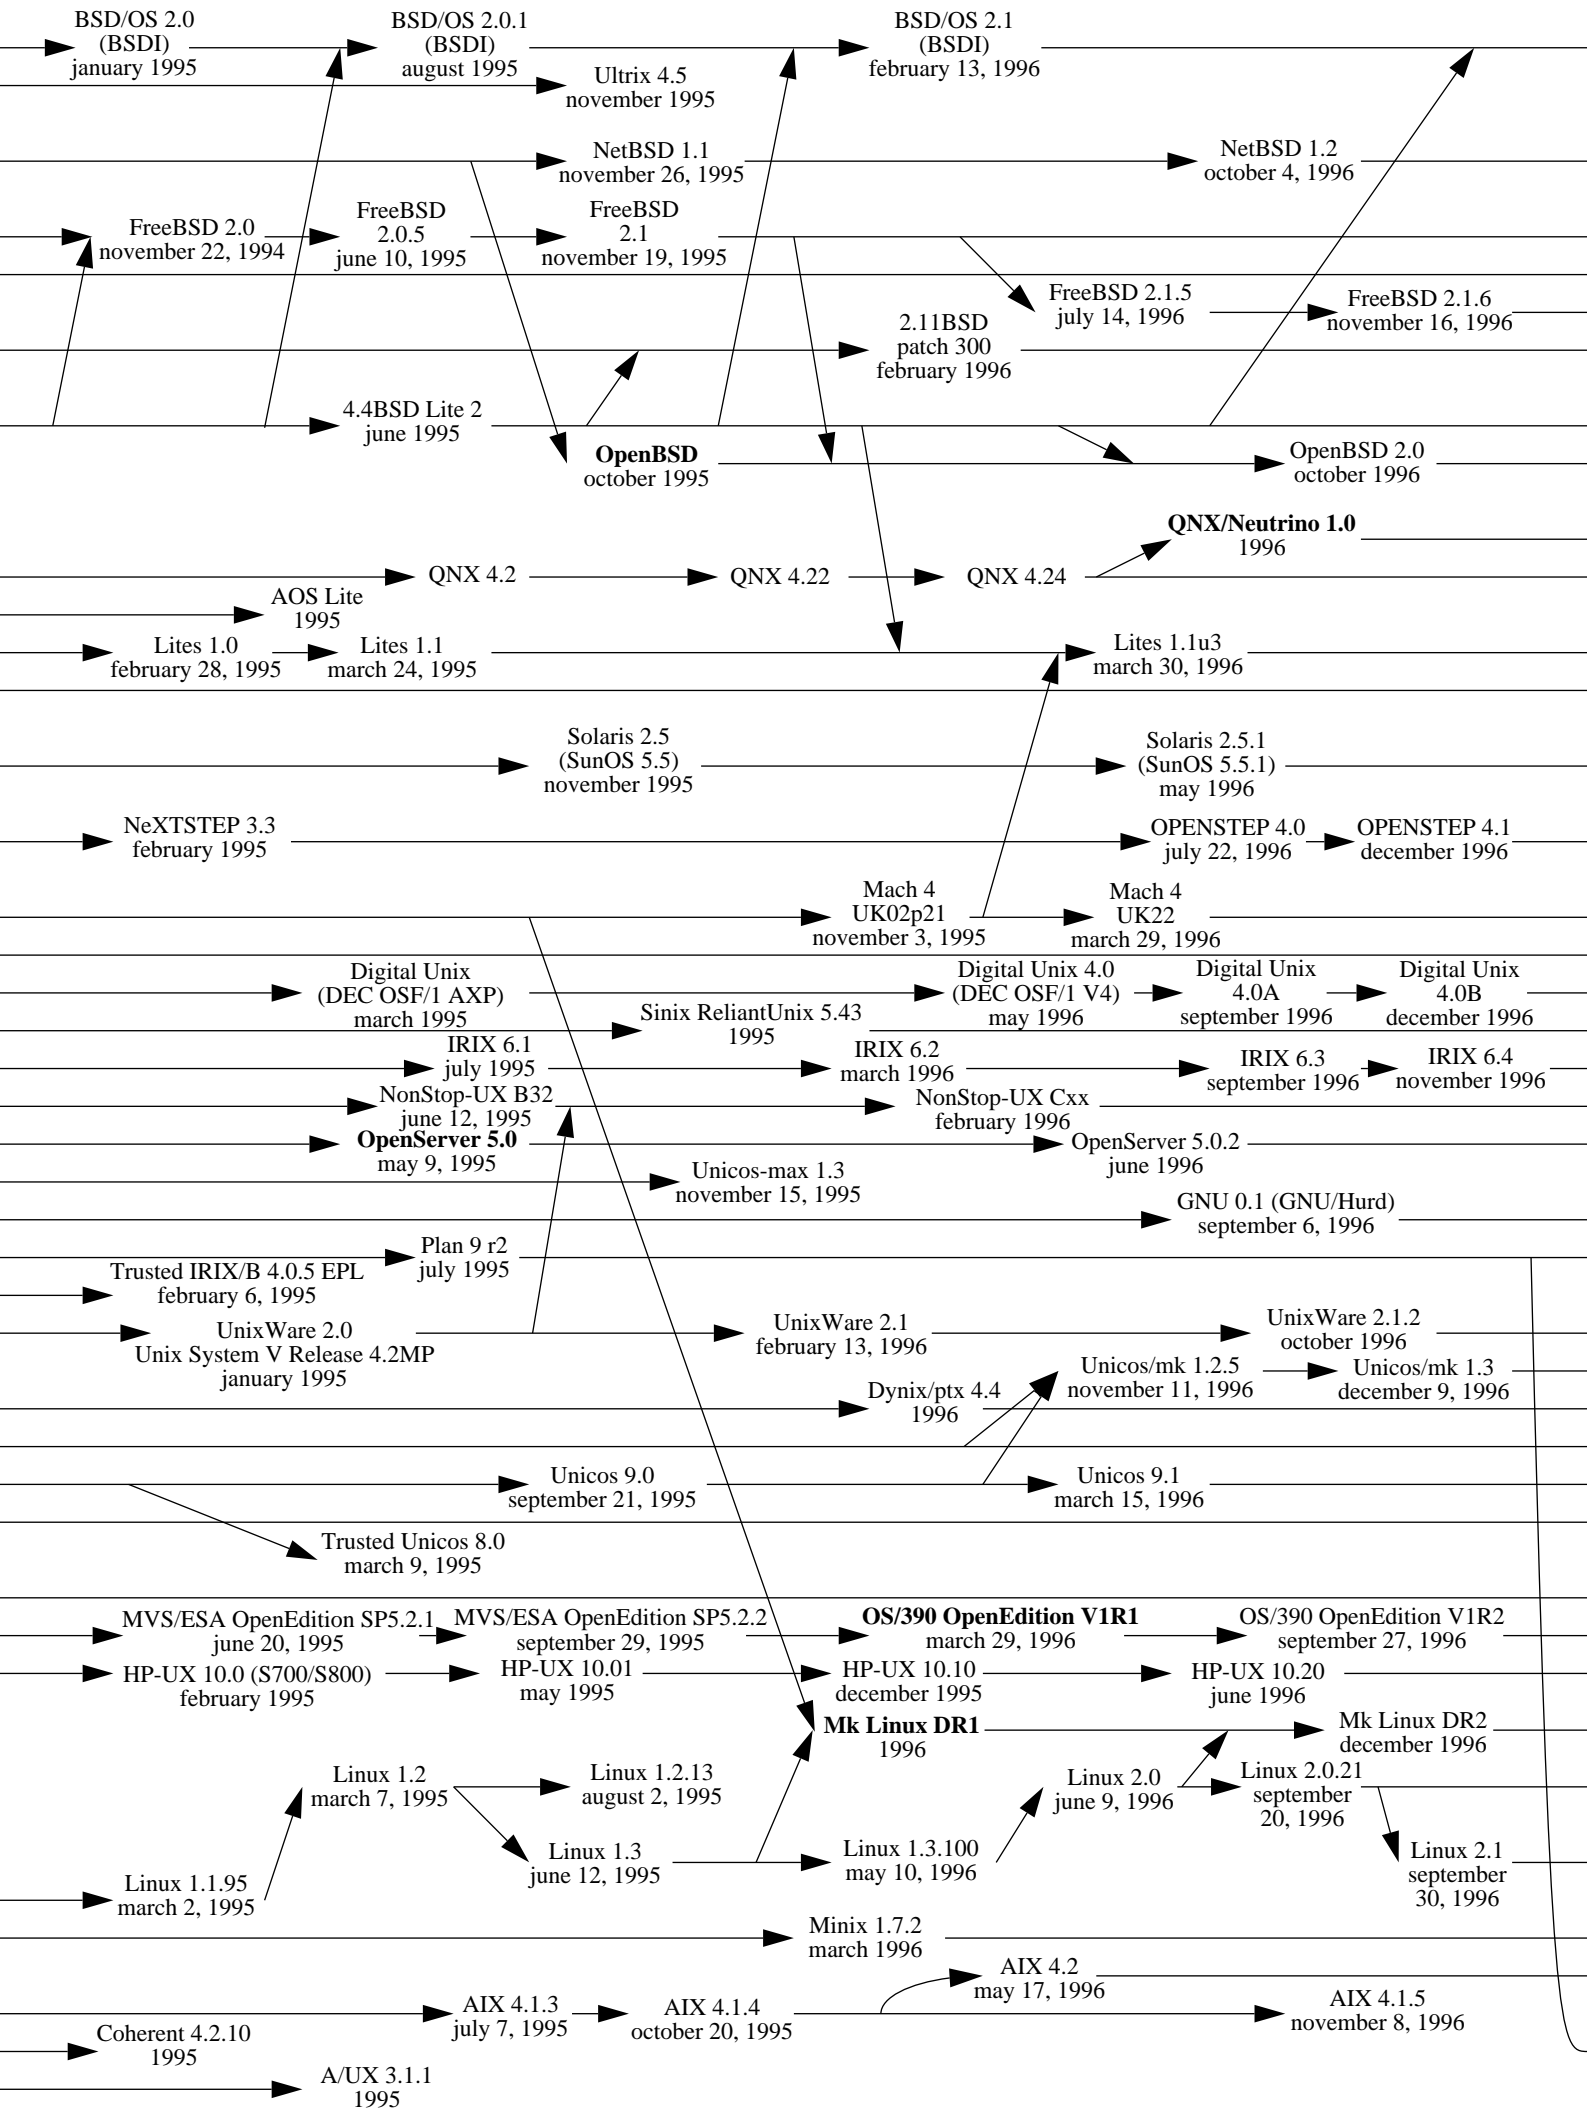 BSD/OS 2.0
(BSDI)
january 1995
BSD/OS 2.0.1
(BSDI)
august 1995
BSD/OS 2.1
(BSDI)
february 13, 1996
Ultrix 4.5
november 1995
NetBSD 1.1
november 26, 1995
NetBSD 1.2
october 4, 1996
FreeBSD 2.0
november 22, 1994
FreeBSD
2.0.5
june 10, 1995
FreeBSD
2.1
november 19, 1995
FreeBSD 2.1.5
july 14, 1996
FreeBSD 2.1.6
november 16, 1996
2.11BSD
patch 300
february 1996
4.4BSD Lite 2
june 1995
OpenBSD
october 1995
OpenBSD 2.0
october 1996
QNX/Neutrino 1.0
1996
QNX 4.2
QNX 4.22
QNX 4.24
AOS Lite
1995
Lites 1.0
february 28, 1995
Lites 1.1
march 24, 1995
Lites 1.1u3
march 30, 1996
Solaris 2.5
(SunOS 5.5)
november 1995
Solaris 2.5.1
(SunOS 5.5.1)
may 1996
NeXTSTEP 3.3
february 1995
OPENSTEP 4.0
july 22, 1996
OPENSTEP 4.1
december 1996
Mach 4
UK02p21
november 3, 1995
Mach 4
UK22
march 29, 1996
Digital Unix
(DEC OSF/1 AXP)
march 1995
Digital Unix 4.0
(DEC OSF/1 V4)
may 1996
Digital Unix
4.0A
september 1996
Digital Unix
4.0B
december 1996
Sinix ReliantUnix 5.43
1995
IRIX 6.1
july 1995
IRIX 6.2
march 1996
IRIX 6.3
september 1996
IRIX 6.4
november 1996
NonStop-UX B32
june 12, 1995
NonStop-UX Cxx
february 1996
OpenServer 5.0
may 9, 1995
OpenServer 5.0.2
june 1996
Unicos-max 1.3
november 15, 1995
GNU 0.1 (GNU/Hurd)
september 6, 1996
Plan 9 r2
july 1995
Trusted IRIX/B 4.0.5 EPL
february 6, 1995
UnixWare 2.0
Unix System V Release 4.2MP
january 1995
UnixWare 2.1
february 13, 1996
UnixWare 2.1.2
october 1996
Unicos/mk 1.2.5
november 11, 1996
Unicos/mk 1.3
december 9, 1996
Dynix/ptx 4.4
1996
Unicos 9.0
september 21, 1995
Unicos 9.1
march 15, 1996
Trusted Unicos 8.0
march 9, 1995
MVS/ESA OpenEdition SP5.2.1
june 20, 1995
MVS/ESA OpenEdition SP5.2.2
september 29, 1995
OS/390 OpenEdition V1R1
march 29, 1996
OS/390 OpenEdition V1R2
september 27, 1996
HP-UX 10.0 (S700/S800)
february 1995
HP-UX 10.01
may 1995
HP-UX 10.10
december 1995
HP-UX 10.20
june 1996
Mk Linux DR1
1996
Mk Linux DR2
december 1996
Linux 1.2
march 7, 1995
Linux 1.2.13
august 2, 1995
Linux 2.0
june 9, 1996
Linux 2.0.21
september
20, 1996
Linux 1.3
june 12, 1995
Linux 1.3.100
may 10, 1996
Linux 2.1
september
30, 1996
Linux 1.1.95
march 2, 1995
Minix 1.7.2
march 1996
AIX 4.2
may 17, 1996
AIX 4.1.3
july 7, 1995
AIX 4.1.4
october 20, 1995
AIX 4.1.5
november 8, 1996
Coherent 4.2.10
1995
A/UX 3.1.1
1995